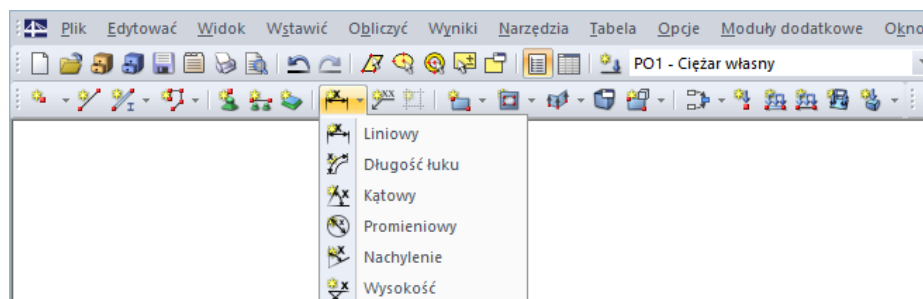 Plik Edytować Widok Wstawić Obliczyć Wyniki Narzędzia Tabela Opcje Moduły dodatkowe Okno
PO1 - Ciężar własny
Liniowy
Długość łuku
Kątowy
Promieniowy
Nachylenie
Wysokość